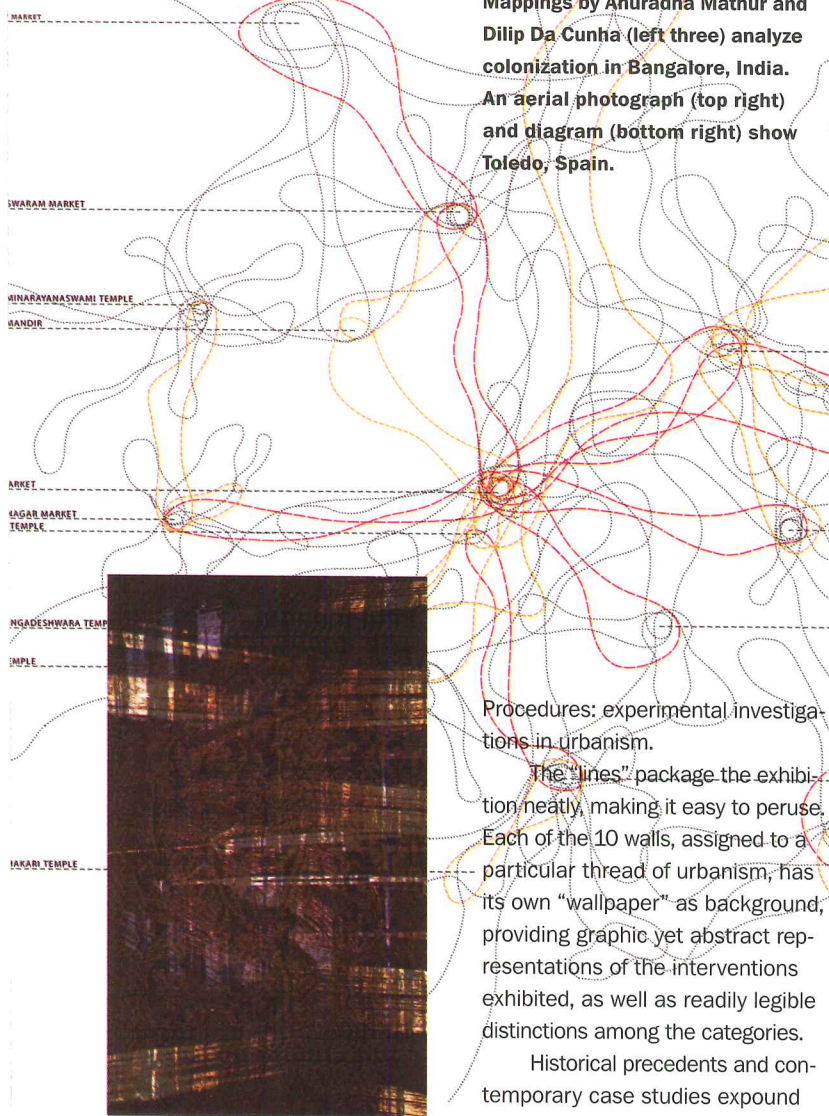 MARKET
SWARAM MARKET
MINARAYANASWAMI TEMPLE
MANDIR
ARKET
NAGAR MARKET
TEMPLE
NGADESHWARA TEMP
EMPLE
HAKARI TEMPLE
Mappings by Anuradha Mathur and
Dilip Da Cunha (left three) analyze
colonization in Bangalore, India.
An aerial photograph (top right)
and diagram (bottom right) show
Toledo, Spain.
Procedures: experimental investiga-
tions in urbanism.
The "lines" package the exhibi-
tion neatly, making it easy to peruse.
Each of the 10 walls, assigned to a
particular thread of urbanism, has
its own "wallpaper" as background,
providing graphic yet abstract rep-
resentations of the interventions
exhibited, as well as readily legible
distinctions among the categories.
Historical precedents and con-
temporary case studies expound